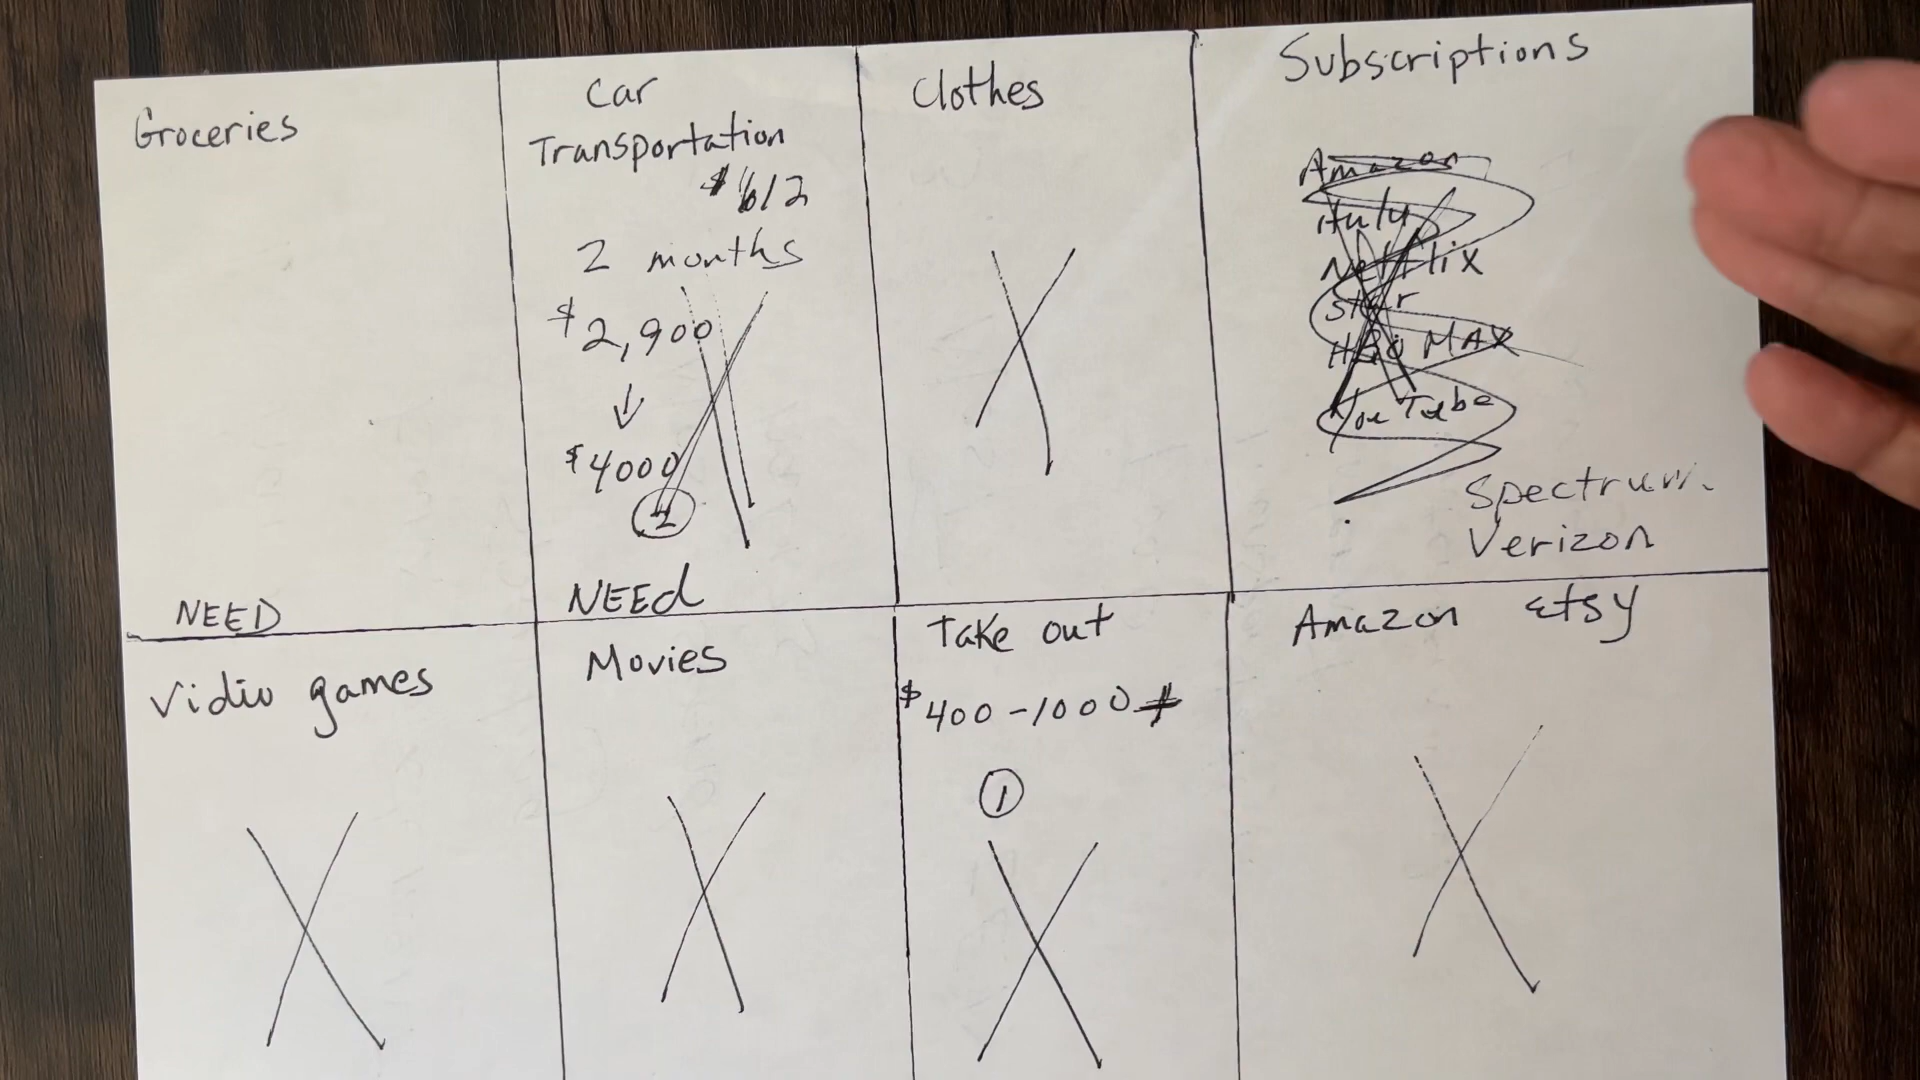 Groceries
NEED
Car
Transportation
$612
2 months
$2,900
$4000
2
NEEd
Clothes
X
Subscriptions
Amazon
Netflix
Star
HBO MAX
YouTube
Spectrum
Verizon
Vidio games
X
Movies
X
Take out
$400-1000
1
X
Amazon Etsy
X